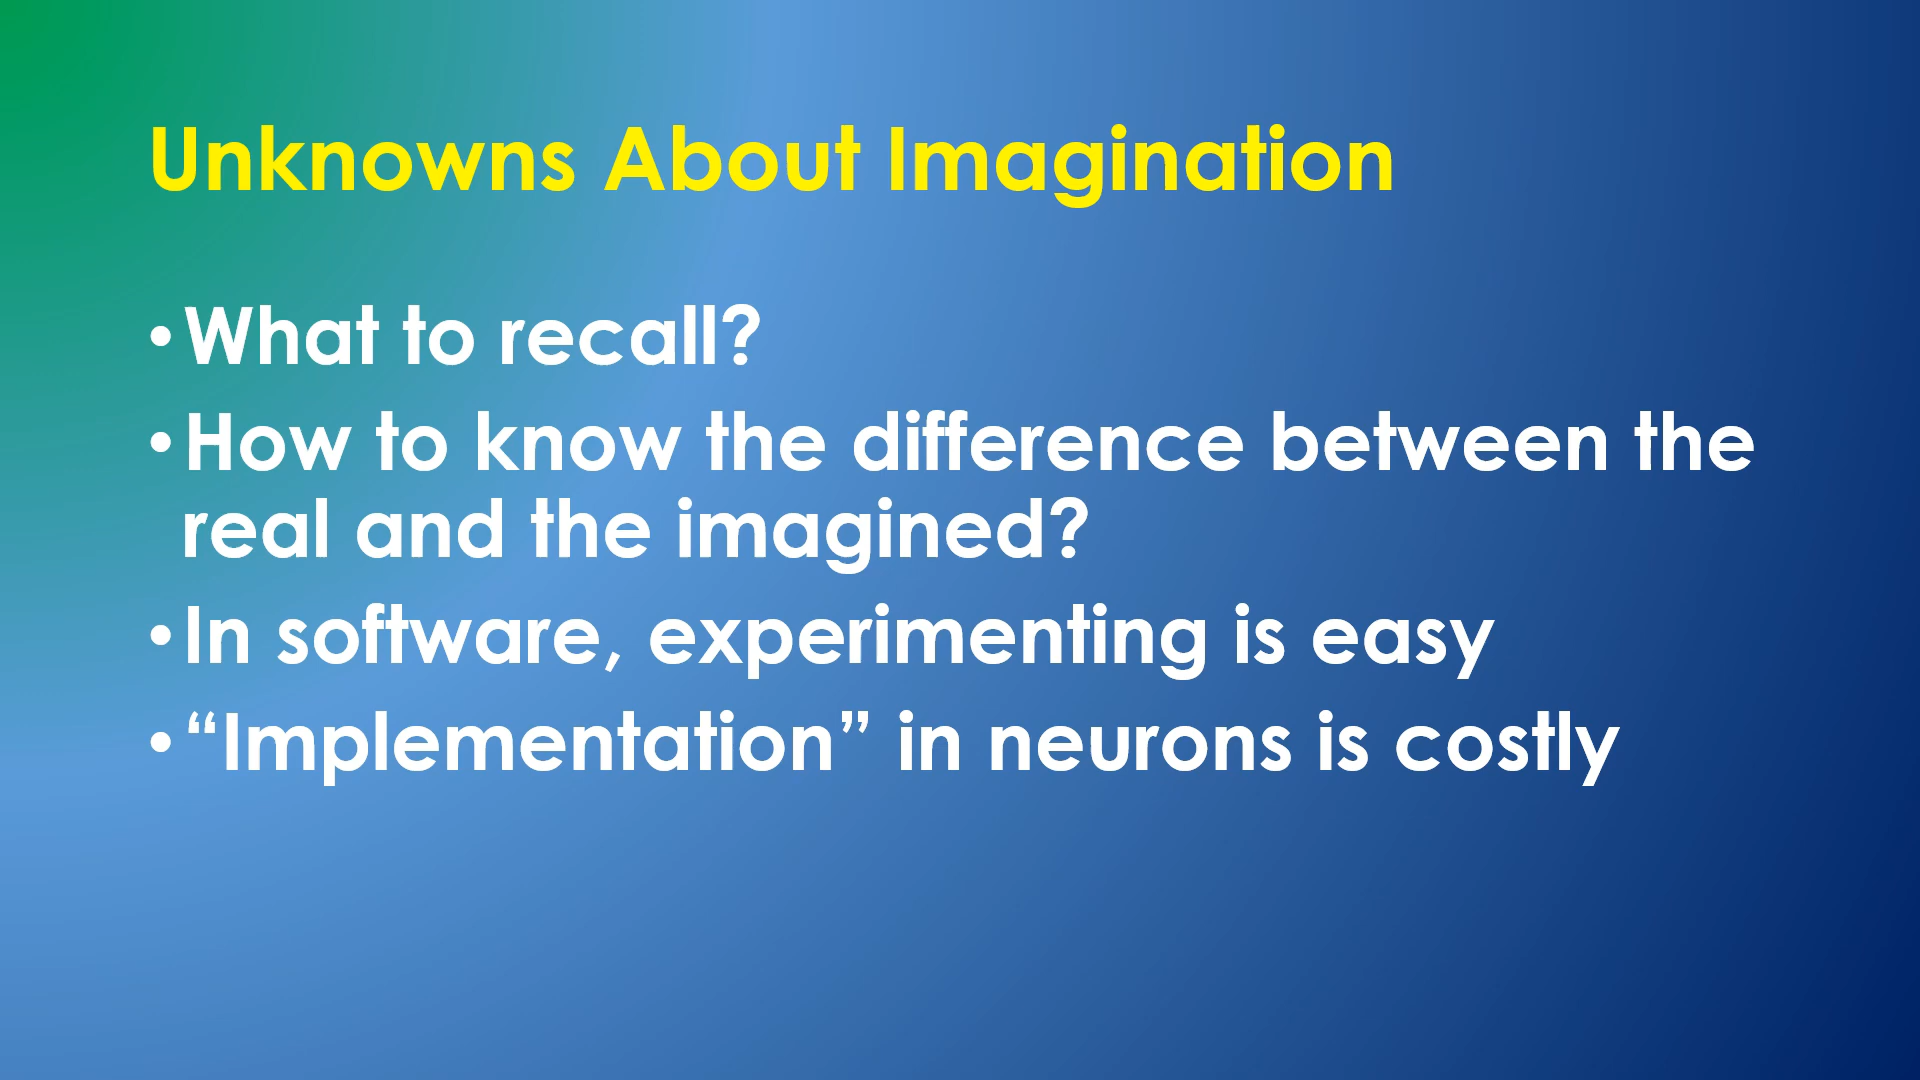 Unknowns About Imagination
•What to recall?
•How to know the difference between the
real and the imagined?
•In software, experimenting is easy
•“Implementation” in neurons is costly